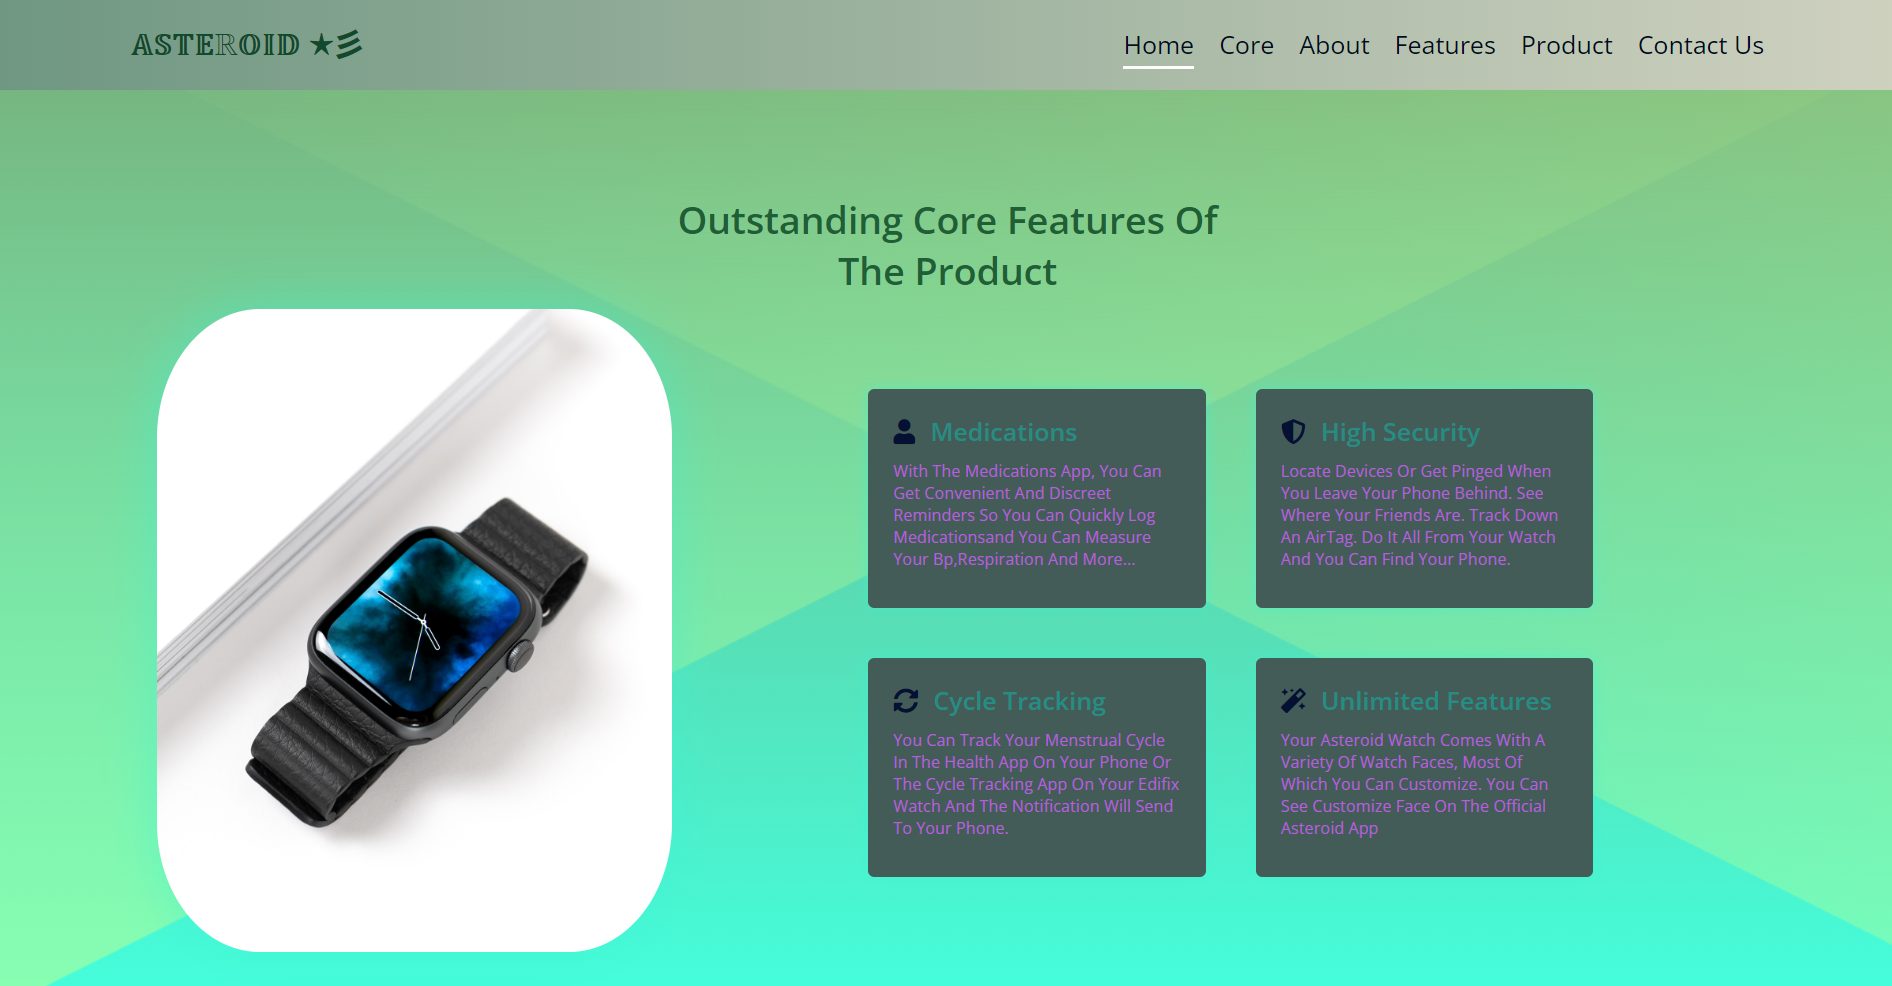 𝔸𝕊𝕋𝔼ℝ𝕆𝕀𝔻 ★彡
Home Core About Features Product Contact Us
Outstanding Core Features Of
The Product
Medications
With The Medications App, You Can
Get Convenient And Discreet
Reminders So You Can Quickly Log
Medicationsand You Can Measure
Your Bp,Respiration And More...
High Security
Locate Devices Or Get Pinged When
You Leave Your Phone Behind. See
Where Your Friends Are. Track Down
An AirTag. Do It All From Your Watch
And You Can Find Your Phone.
Cycle Tracking
You Can Track Your Menstrual Cycle
In The Health App On Your Phone Or
The Cycle Tracking App On Your Edifix
Watch And The Notification Will Send
To Your Phone.
Unlimited Features
Your Asteroid Watch Comes With A
Variety Of Watch Faces, Most Of
Which You Can Customize. You Can
See Customize Face On The Official
Asteroid App